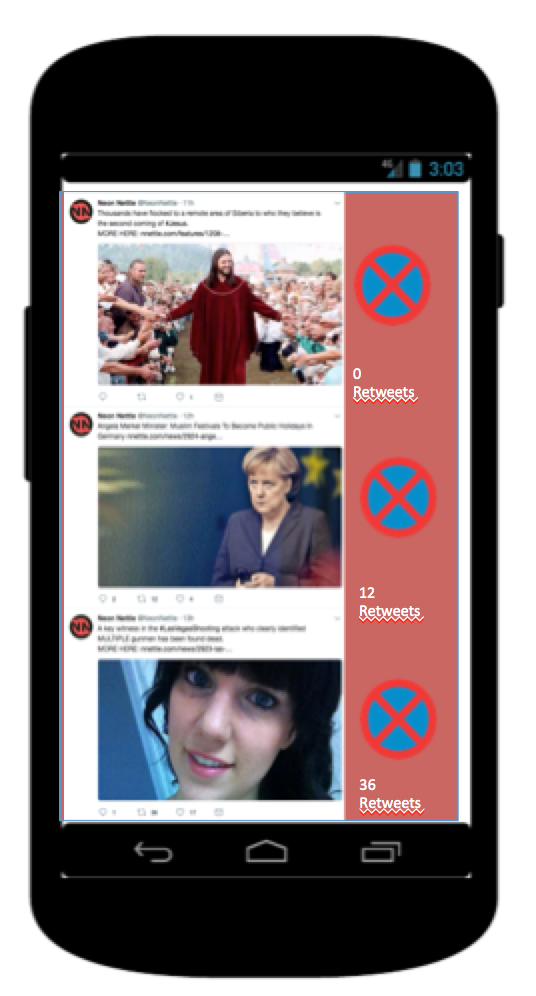 4G 3:03
NN Neon Nettle @NeonNettle · 11h
Thousands have flocked to a remote area of Siberia to who they believe is
the second coming of #Jesus.
MORE HERE: nnettle.com/features/1208-...
1
0
Retweets
NN Neon Nettle @NeonNettle · 12h
Angela Merkel Minister: Muslim Festivals To Become Public Holidays in
Germany nnettle.com/news/2924-ange...
2 12 4
12
Retweets
NN Neon Nettle @NeonNettle · 13h
A key witness in the #LasVegasShooting attack who clearly identified
MULTIPLE gunmen has been found dead.
MORE HERE: nnettle.com/news/2923-las-...
1 36 17
36
Retweets